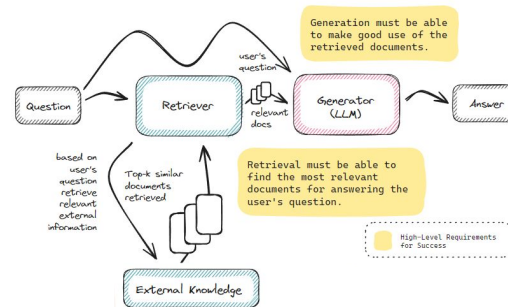 Generation must be able
to make good use of the
retrieved documents.
user's
question
Question
Retriever
relevant
docs
Generator
(LLM)
Answer
based on
user's
question
retrieve
relevant
external
information
Top-k similar
documents
retrieved
Retrieval must be able to
find the most relevant
documents for answering the
user's question.
High-Level Requirements
for Success
External Knowledge